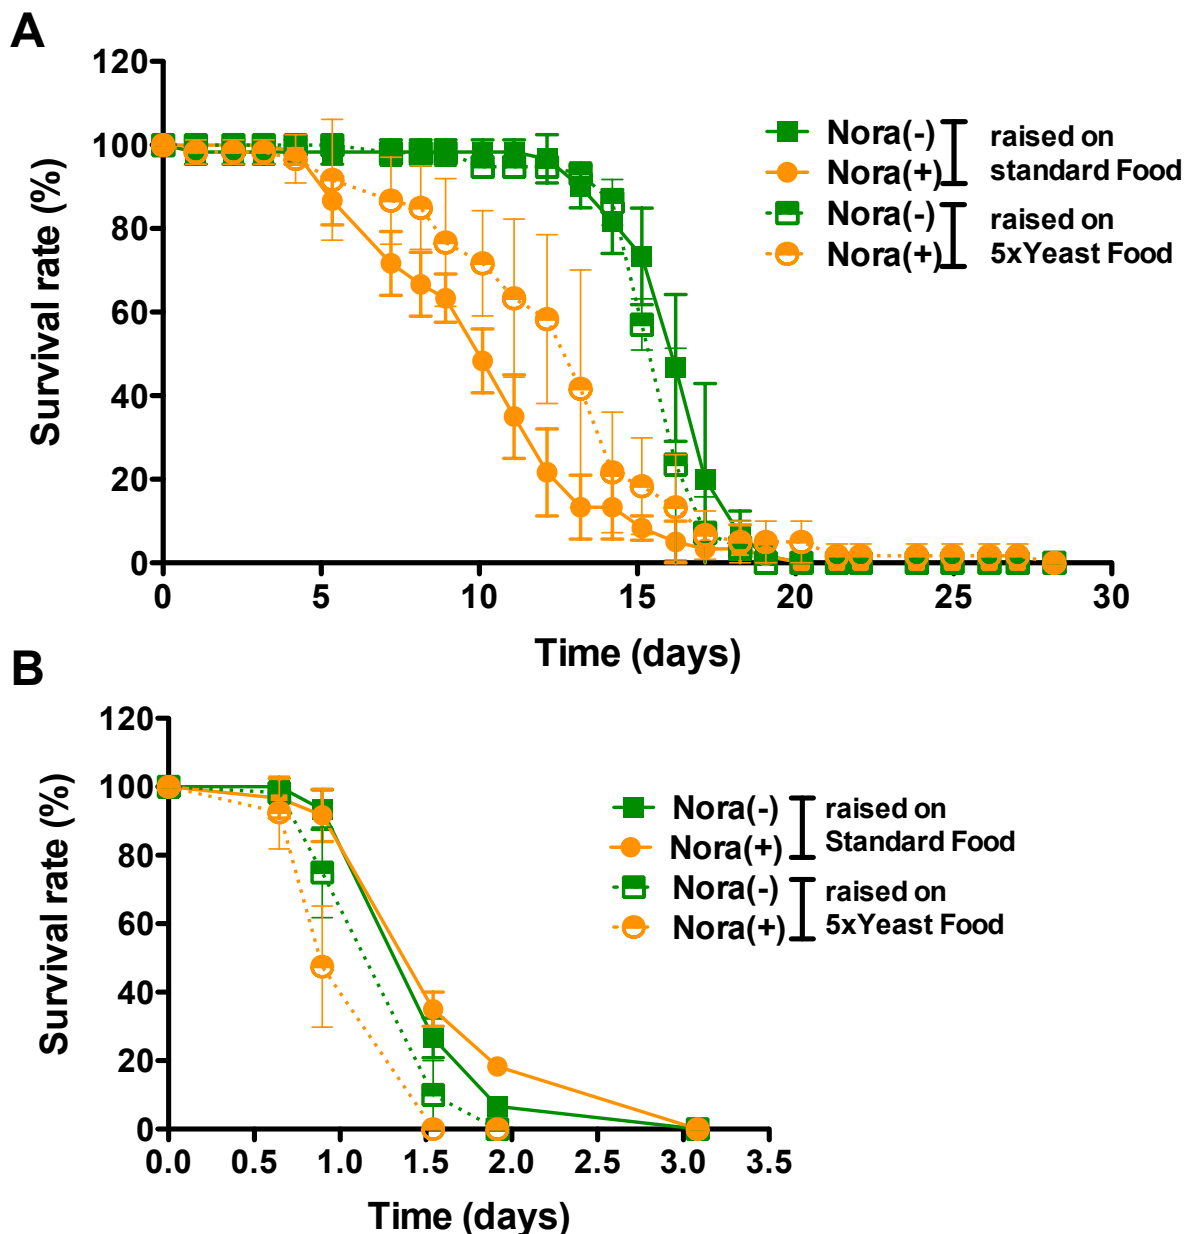 A
120
100
80
60
40
20
0
Survival rate (%)
0 5 10 15 20 25 30
Time (days)
Nora(-)
Nora(+)
raised on
standard Food
Nora(-)
Nora(+)
raised on
5xYeast Food
B
120
100
80
60
40
20
0
Survival rate (%)
0.0 0.5 1.0 1.5 2.0 2.5 3.0 3.5
Time (days)
Nora(-)
Nora(+)
raised on
Standard Food
Nora(-)
Nora(+)
raised on
5xYeast Food